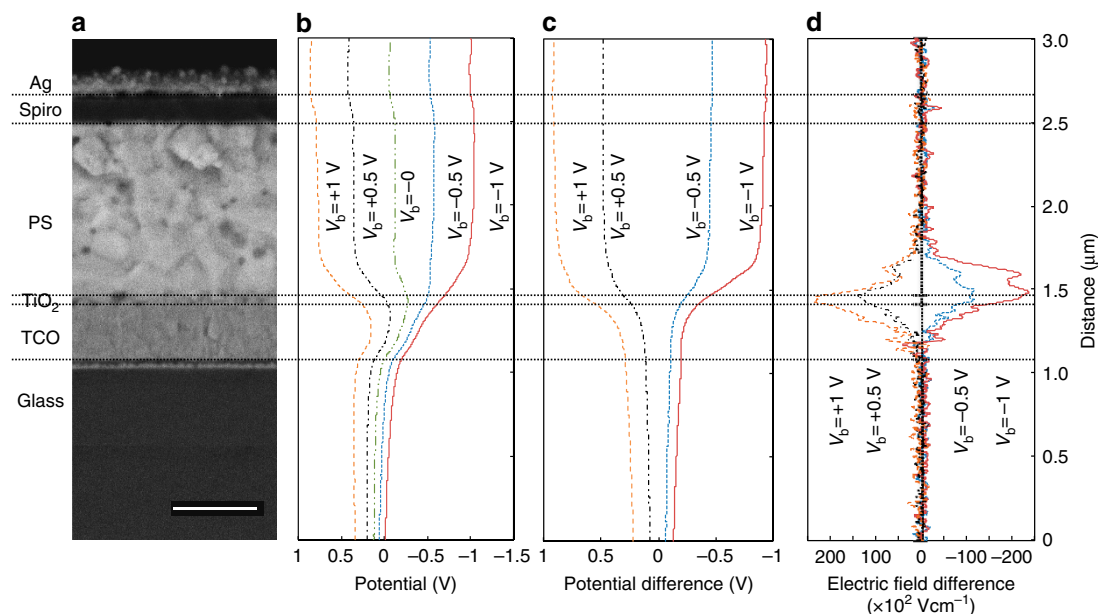 a
b
c
d
Ag
Spiro
PS
TiO2
TCO
Glass
Vb=+1 V
Vb=+0.5 V
Vb=−0
Vb=−0.5 V
Vb=−1 V
1
0.5
0
−0.5
−1
−1.5
Potential (V)
Vb=+1 V
Vb=+0.5 V
Vb=−0.5 V
Vb=−1 V
1
0.5
0
−0.5
−1
Potential difference (V)
Vb=+1 V
Vb=+0.5 V
Vb=−0.5 V
Vb=−1 V
200
100
0
−100
−200
Electric field difference
(×10² Vcm⁻¹)
3.0
2.5
2.0
1.5
1.0
0.5
0
Distance (μm)